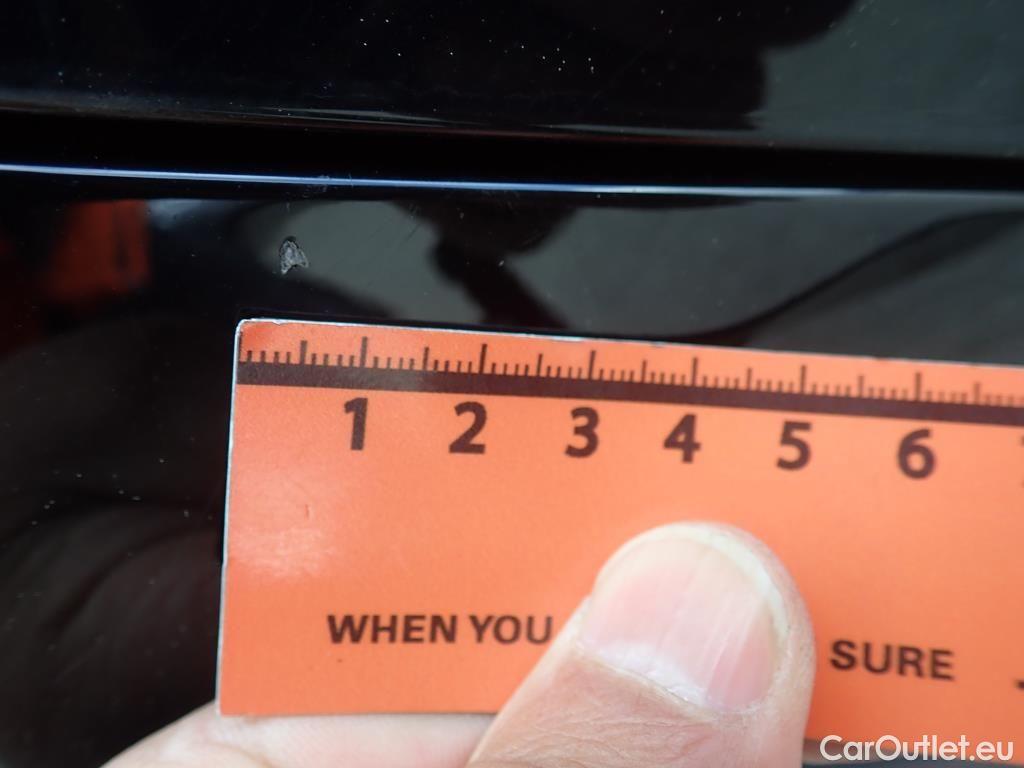 1 2 3 4 5 6
WHEN YOU SURE
CarOutlet.eu